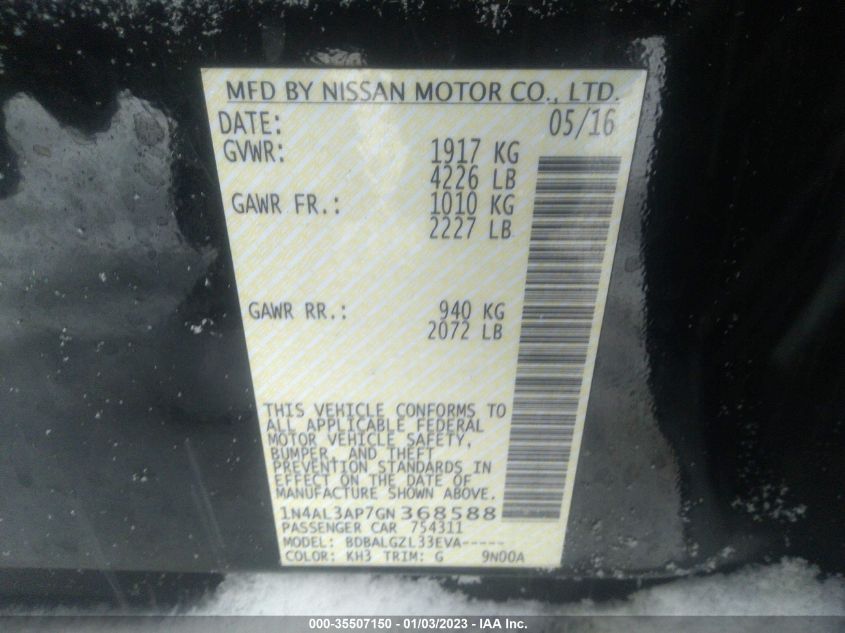 MFD BY NISSAN MOTOR CO., LTD.
DATE: 05/16
GVWR: 1917 KG
4226 LB
GAWR FR.: 1010 KG
2227 LB
GAWR RR.: 940 KG
2072 LB
THIS VEHICLE CONFORMS TO
ALL APPLICABLE FEDERAL
MOTOR VEHICLE SAFETY,
BUMPER, AND THEFT
PREVENTION STANDARDS IN
EFFECT ON THE DATE OF
MANUFACTURE SHOWN ABOVE.
1N4AL3AP7GN368588
PASSENGER CAR 754311
MODEL: BDBALGZL33EVA-----
COLOR: KH3 TRIM: G 9N00A
000-35507150 - 01/03/2023 - IAA Inc.